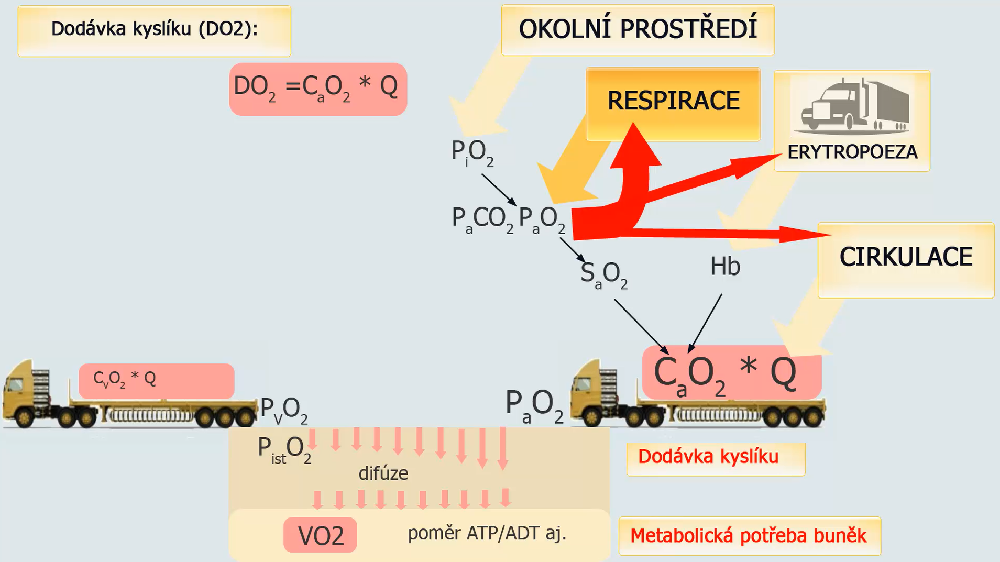 Dodávka kyslíku (DO2):
OKOLNÍ PROSTŘEDÍ
DO₂ =CₐO₂ * Q
RESPIRACE
ERYTROPOEZA
PᵢO₂
PₐCO₂ PₐO₂
CIRKULACE
SₐO₂
Hb
CᵥO₂ * Q
CₐO₂ * Q
PᵥO₂
PₐO₂
PᵢₛₜO₂
difúze
Dodávka kyslíku
VO2
poměr ATP/ADT aj.
Metabolická potřeba buněk